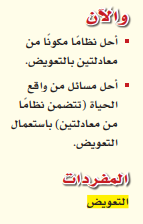 والآن
▪ أحل نظامًا مكونًا من
معادلتين بالتعويض.
▪ أحل مسائل من واقع
الحياة (تتضمن نظامًا
من معادلتين) باستعمال
التعويض.
المفردات
التعويض